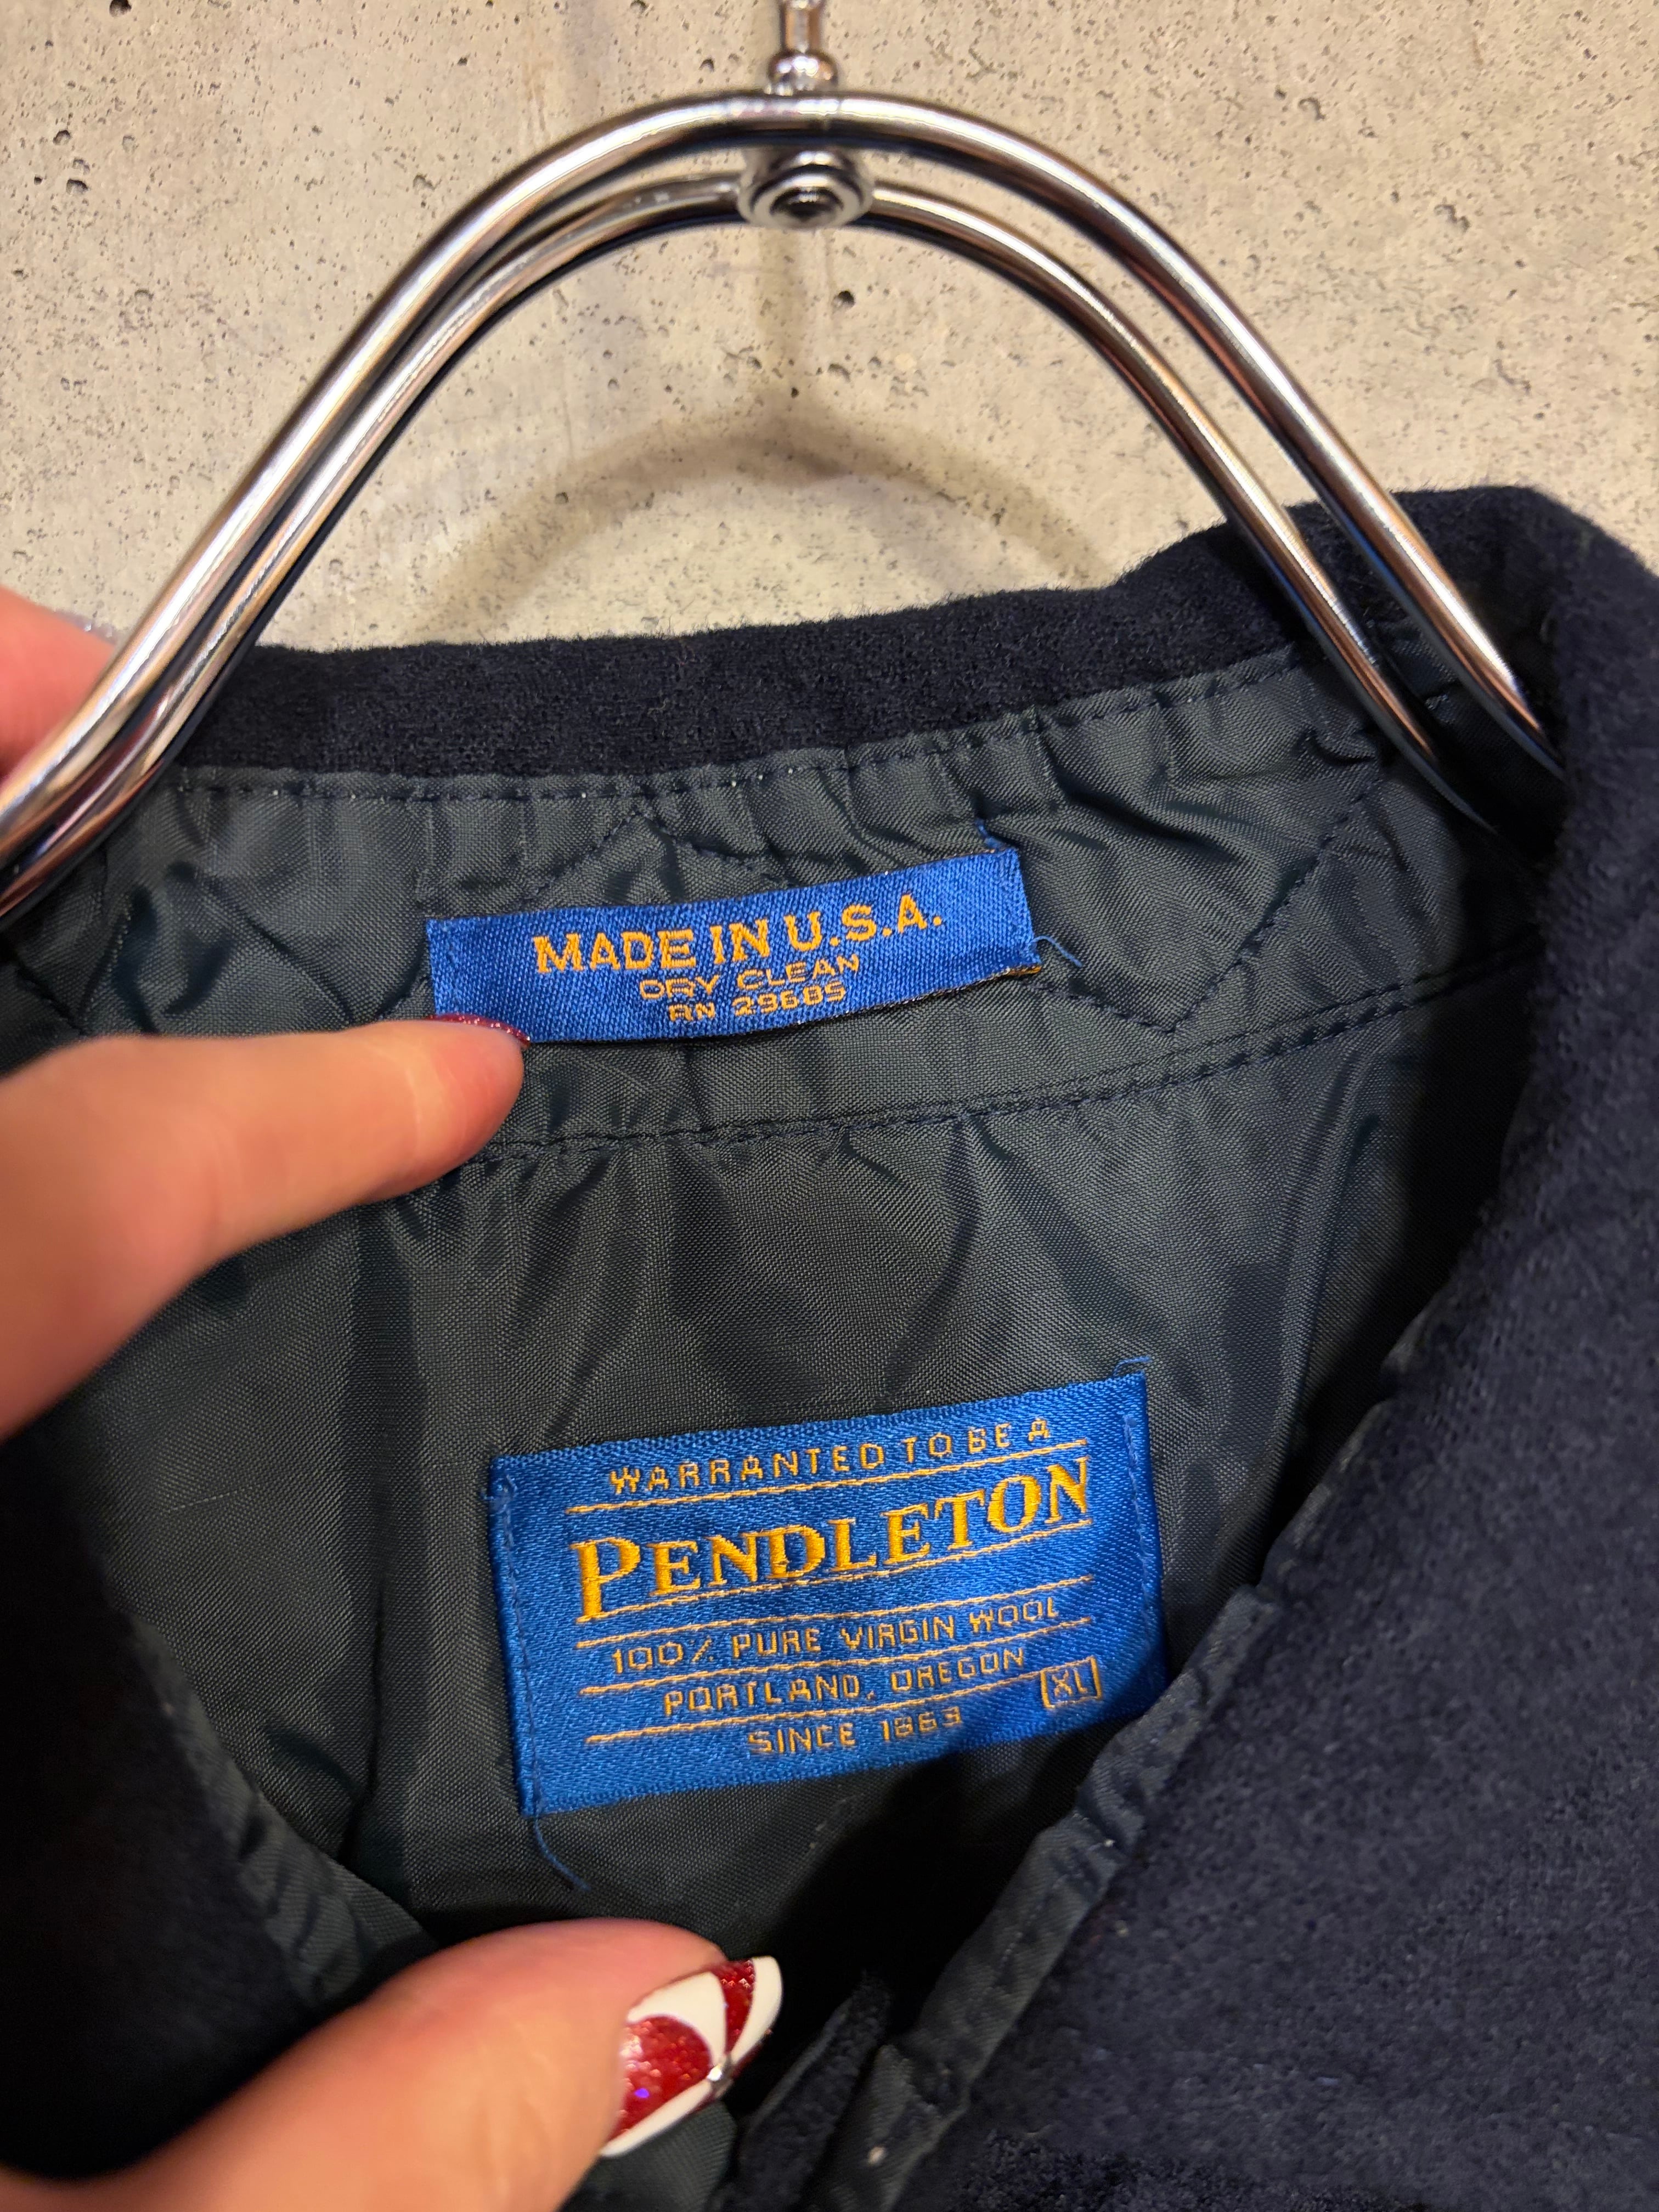 MADE IN U.S.A.
DRY CLEAN
RN 29685
WARRANTED TO BE A
PENDLETON
100% PURE VIRGIN WOOL
PORTLAND, OREGON
XL
SINCE 1863